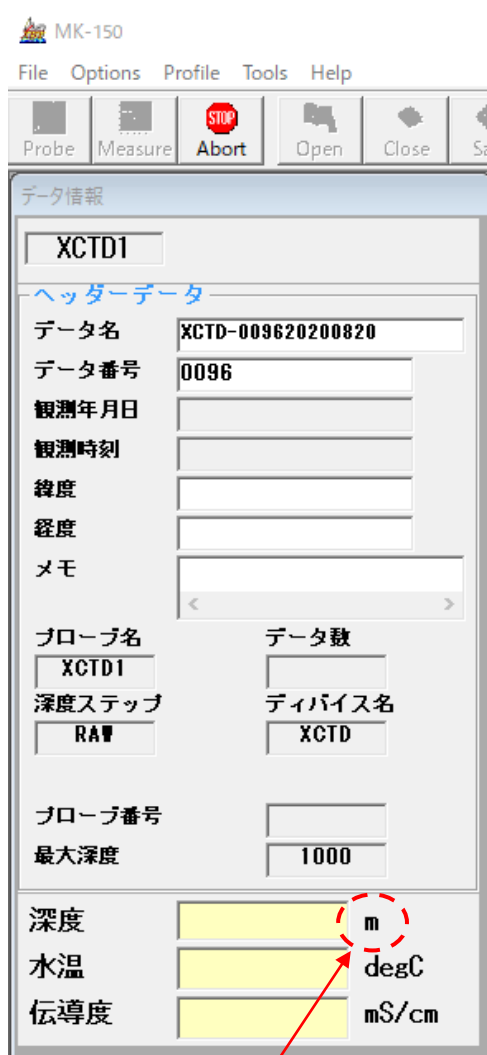 MK-150
File Options Profile Tools Help
Probe Measure Abort Open Close
STOP
データ情報
XCTD1
ヘッダーデータ
データ名 XCTD-009620200820
データ番号 0096
観測年月日
観測時刻
緯度
経度
メモ
プローブ名 データ数
XCTD1
深度ステップ ディバイス名
RAW XCTD
プローブ番号
最大深度 1000
深度 m
水温 degC
伝導度 mS/cm